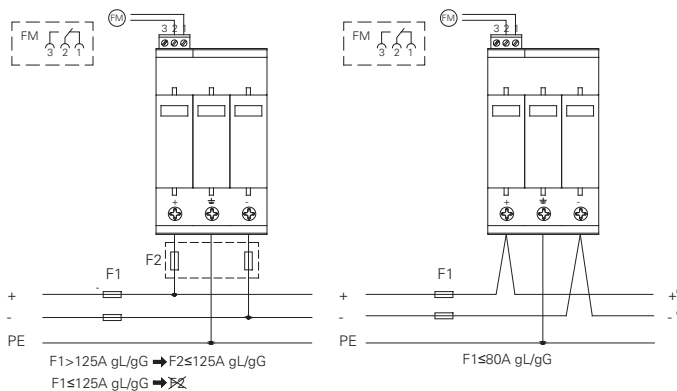 FM
3 2 1
FM
3 2 1
+ ⏚ -
F2
F1
+
-
PE
F1>125A gL/gG ➡ F2≤125A gL/gG
F1≤125A gL/gG ➡ F2
FM
3 2 1
FM
3 2 1
+ ⏚ -
F1
+
-
PE
+'
-'
F1≤80A gL/gG